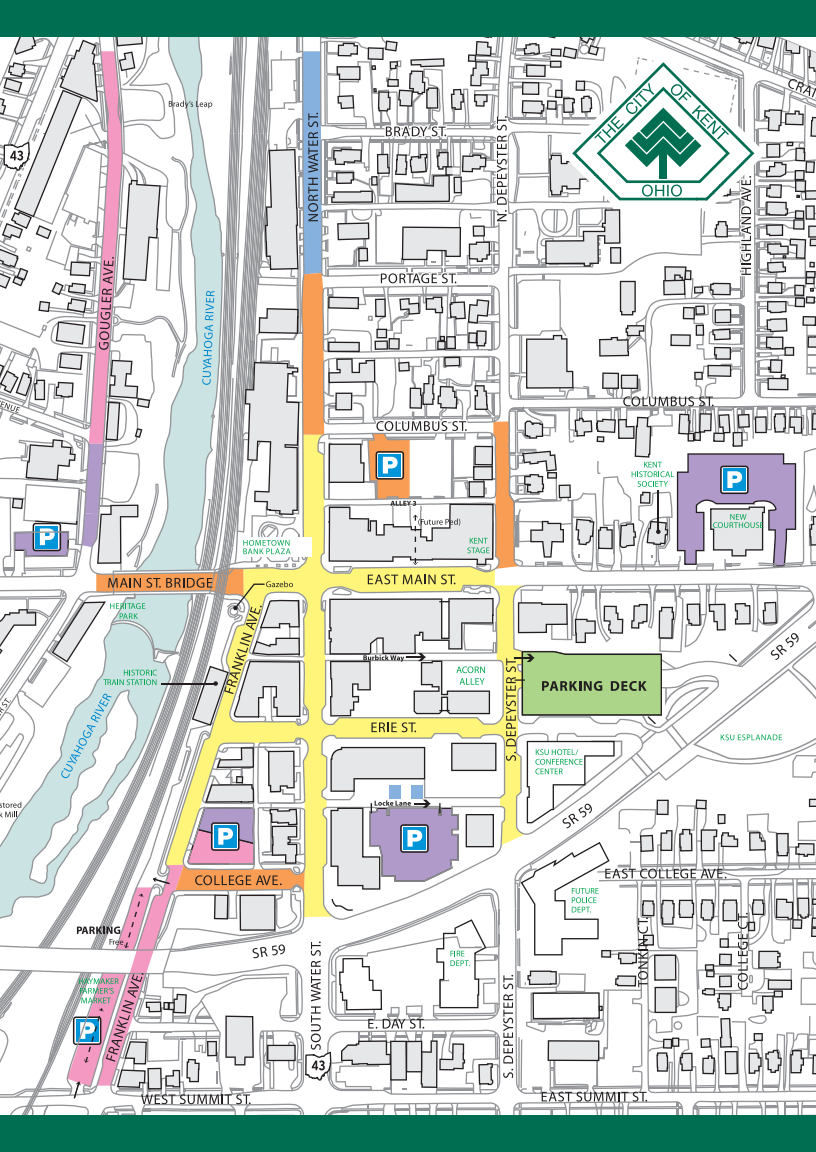 THE CITY OF KENT
OHIO
Brady's Leap
43
BRADY ST.
NORTH WATER ST.
N. DEPEYSTER ST.
HIGHLAND AVE.
GOUGLER AVE.
CUYAHOGA RIVER
PORTAGE ST.
COLUMBUS ST.
COLUMBUS ST.
P
KENT
HISTORICAL
SOCIETY
P
NEW
COURTHOUSE
ALLEY 3
(Future Ped)
P
HOMETOWN
BANK PLAZA
KENT
STAGE
MAIN ST. BRIDGE
Gazebo
EAST MAIN ST.
HERITAGE
PARK
FRANKLIN AVE.
SR 59
Burbick Way
HISTORIC
TRAIN STATION
ACORN
ALLEY
PARKING DECK
S. DEPEYSTER ST.
CUYAHOGA RIVER
ERIE ST.
KSU ESPLANADE
KSU HOTEL/
CONFERENCE
CENTER
Locke Lane
SR 59
P
P
COLLEGE AVE.
EAST COLLEGE AVE.
FUTURE
POLICE
DEPT.
PARKING
Free
SR 59
FIRE
DEPT.
TONKIN CT.
COLLEGE CT.
HAYMAKER
FARMER'S
MARKET
P
FRANKLIN AVE.
SOUTH WATER ST.
E. DAY ST.
S. DEPEYSTER ST.
43
WEST SUMMIT ST.
EAST SUMMIT ST.